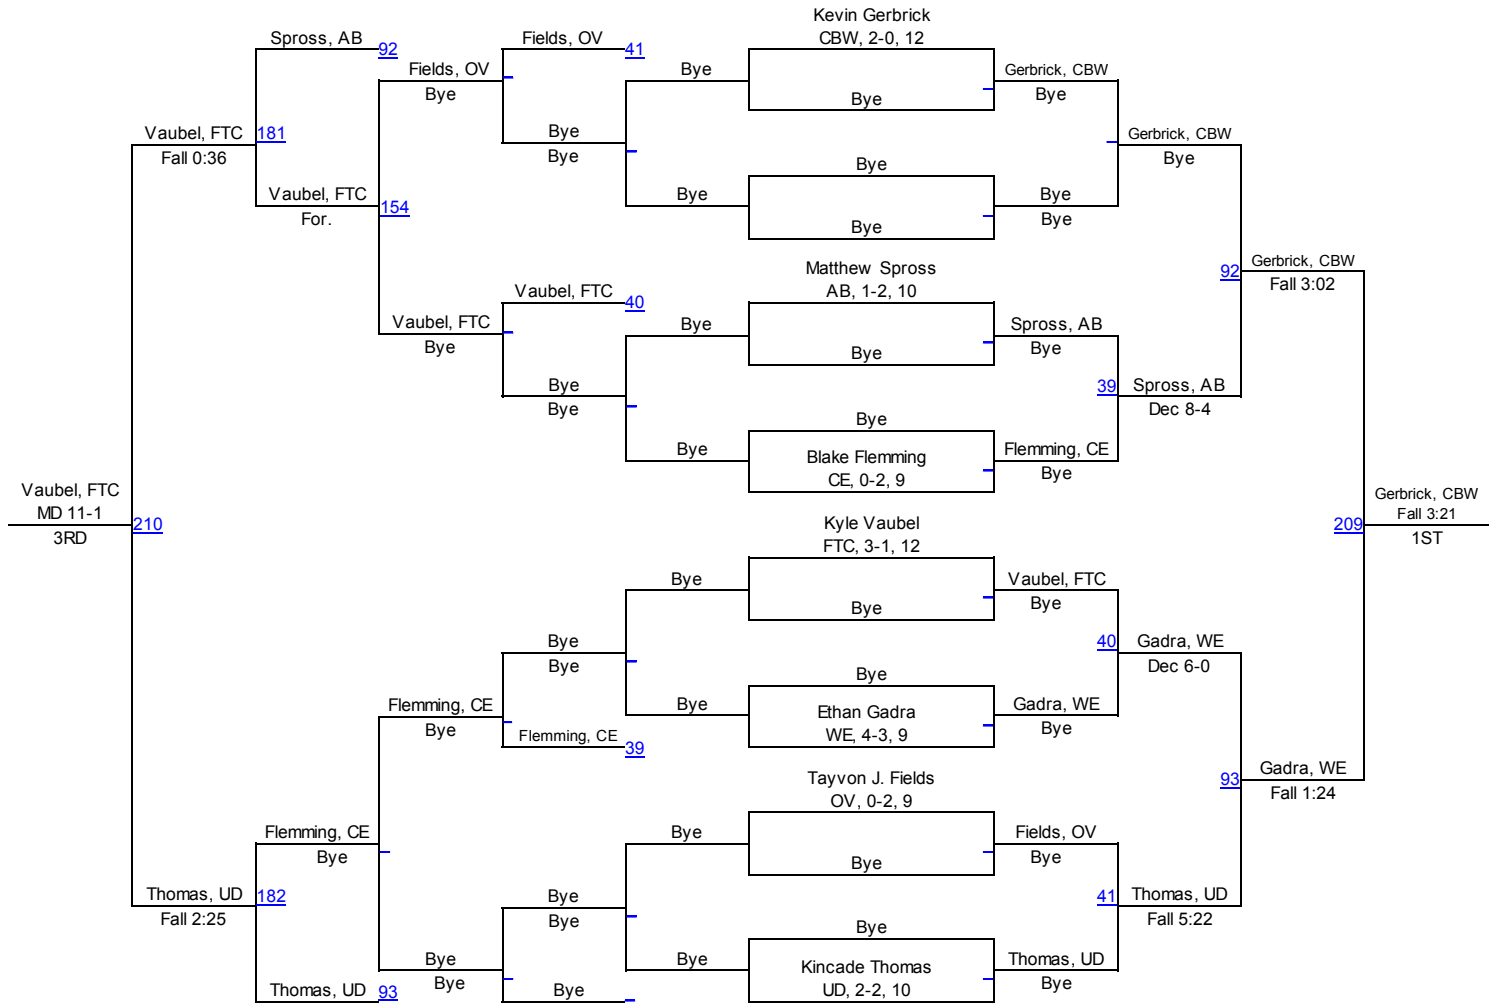 Kevin Gerbrick
CBW, 2-0, 12
Spross, AB
92
Fields, OV
41
Fields, OV
Bye
Bye
Gerbrick, CBW
Bye
Bye
Vaubel, FTC
181
Fall 0:36
Bye
Bye
Gerbrick, CBW
Bye
Bye
Vaubel, FTC
154
For.
Bye
Bye
Bye
Bye
Matthew Spross
AB, 1-2, 10
92
Gerbrick, CBW
Fall 3:02
Vaubel, FTC
40
Vaubel, FTC
Bye
Bye
Spross, AB
Bye
Bye
Bye
Bye
39
Spross, AB
Dec 8-4
Bye
Bye
Blake Flemming
CE, 0-2, 9
Flemming, CE
Bye
Vaubel, FTC
MD 11-1
210
3RD
Gerbrick, CBW
Fall 3:21
209
1ST
Kyle Vaubel
FTC, 3-1, 12
Bye
Vaubel, FTC
Bye
Bye
Bye
Bye
40
Gadra, WE
Dec 6-0
Bye
Flemming, CE
Bye
Bye
Ethan Gadra
WE, 4-3, 9
Gadra, WE
Bye
Flemming, CE
39
Tayvon J. Fields
OV, 0-2, 9
93
Gadra, WE
Fall 1:24
Flemming, CE
Bye
Bye
Fields, OV
Bye
Bye
Thomas, UD
182
Fall 2:25
Bye
Bye
41
Thomas, UD
Fall 5:22
Bye
Bye
Bye
Bye
Kincade Thomas
UD, 2-2, 10
Thomas, UD
Bye
Thomas, UD
93
Bye